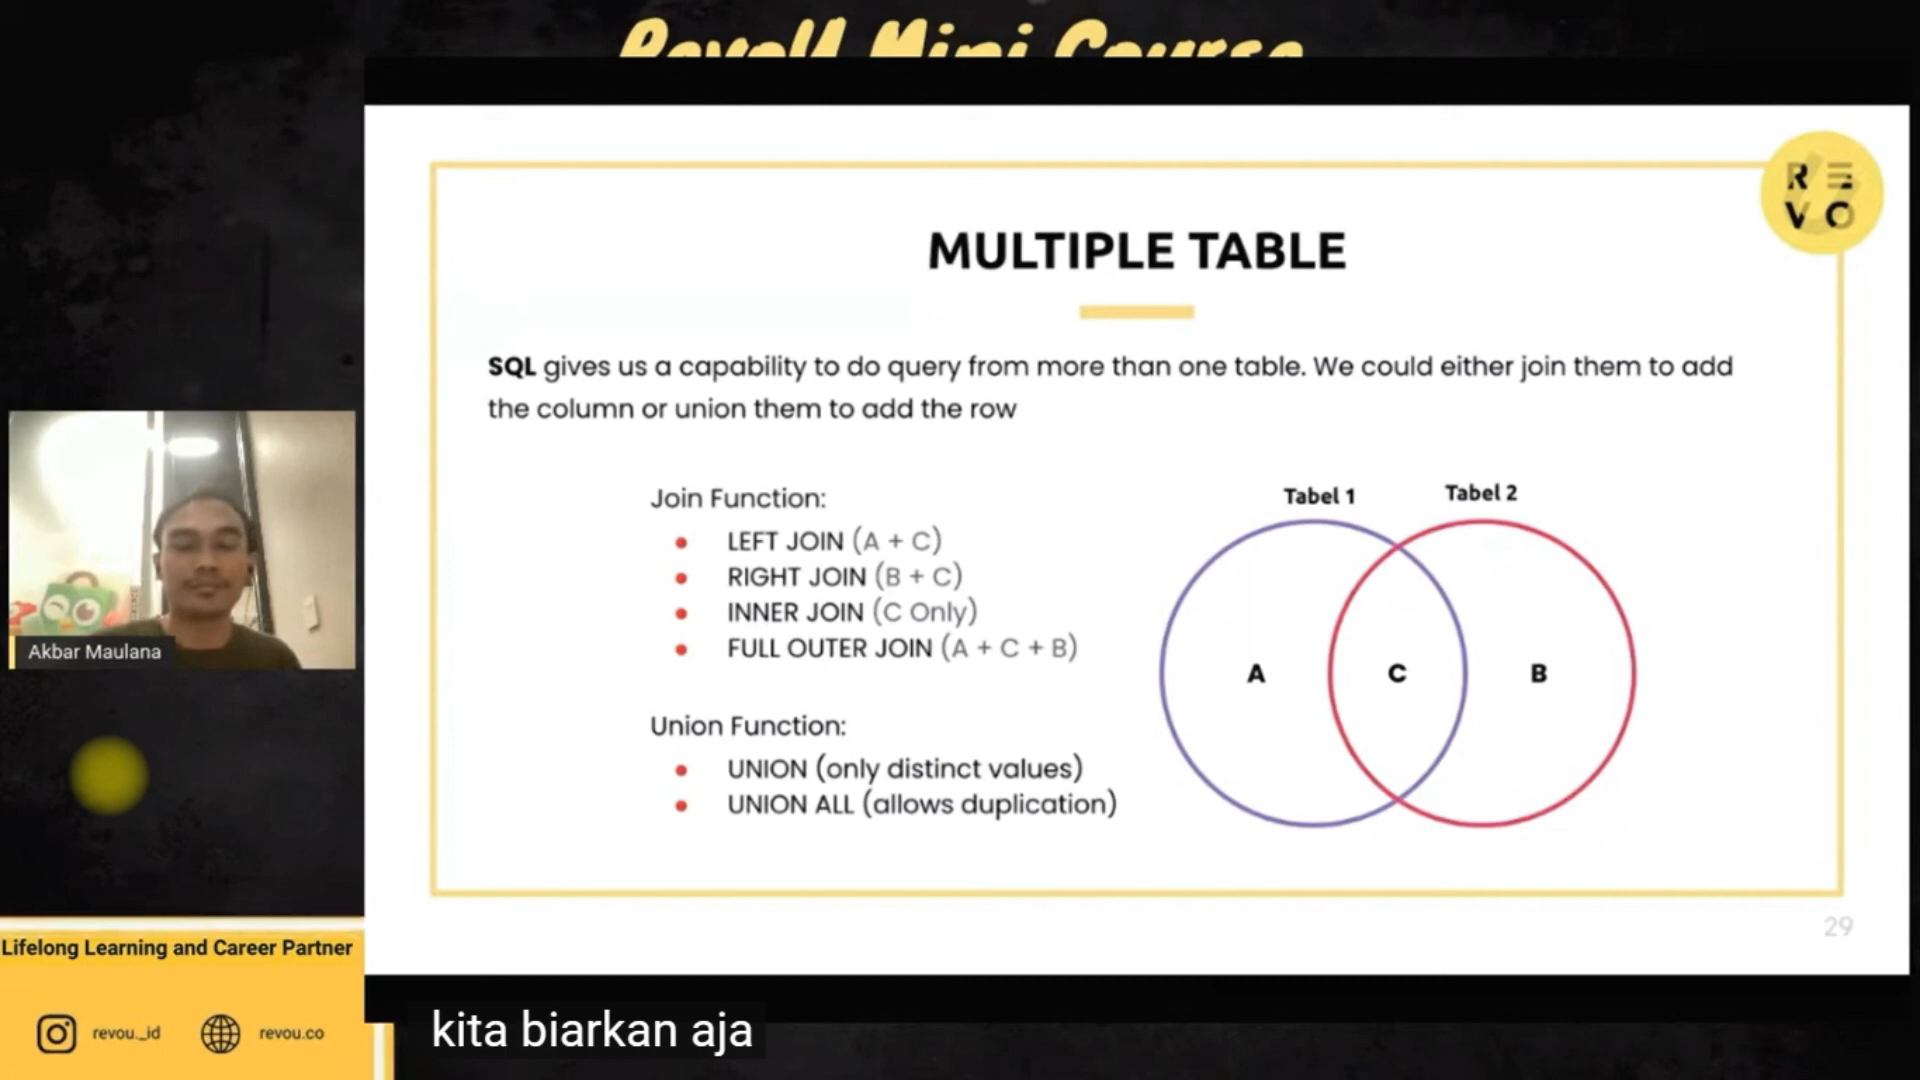 RevoU Mini Course
R E
V O
MULTIPLE TABLE
SQL gives us a capability to do query from more than one table. We could either join them to add
the column or union them to add the row
Join Function:
• LEFT JOIN (A + C)
• RIGHT JOIN (B + C)
• INNER JOIN (C Only)
• FULL OUTER JOIN (A + C + B)
Union Function:
• UNION (only distinct values)
• UNION ALL (allows duplication)
Tabel 1
Tabel 2
A
C
B
29
Akbar Maulana
Lifelong Learning and Career Partner
revou_id
revou.co
kita biarkan aja